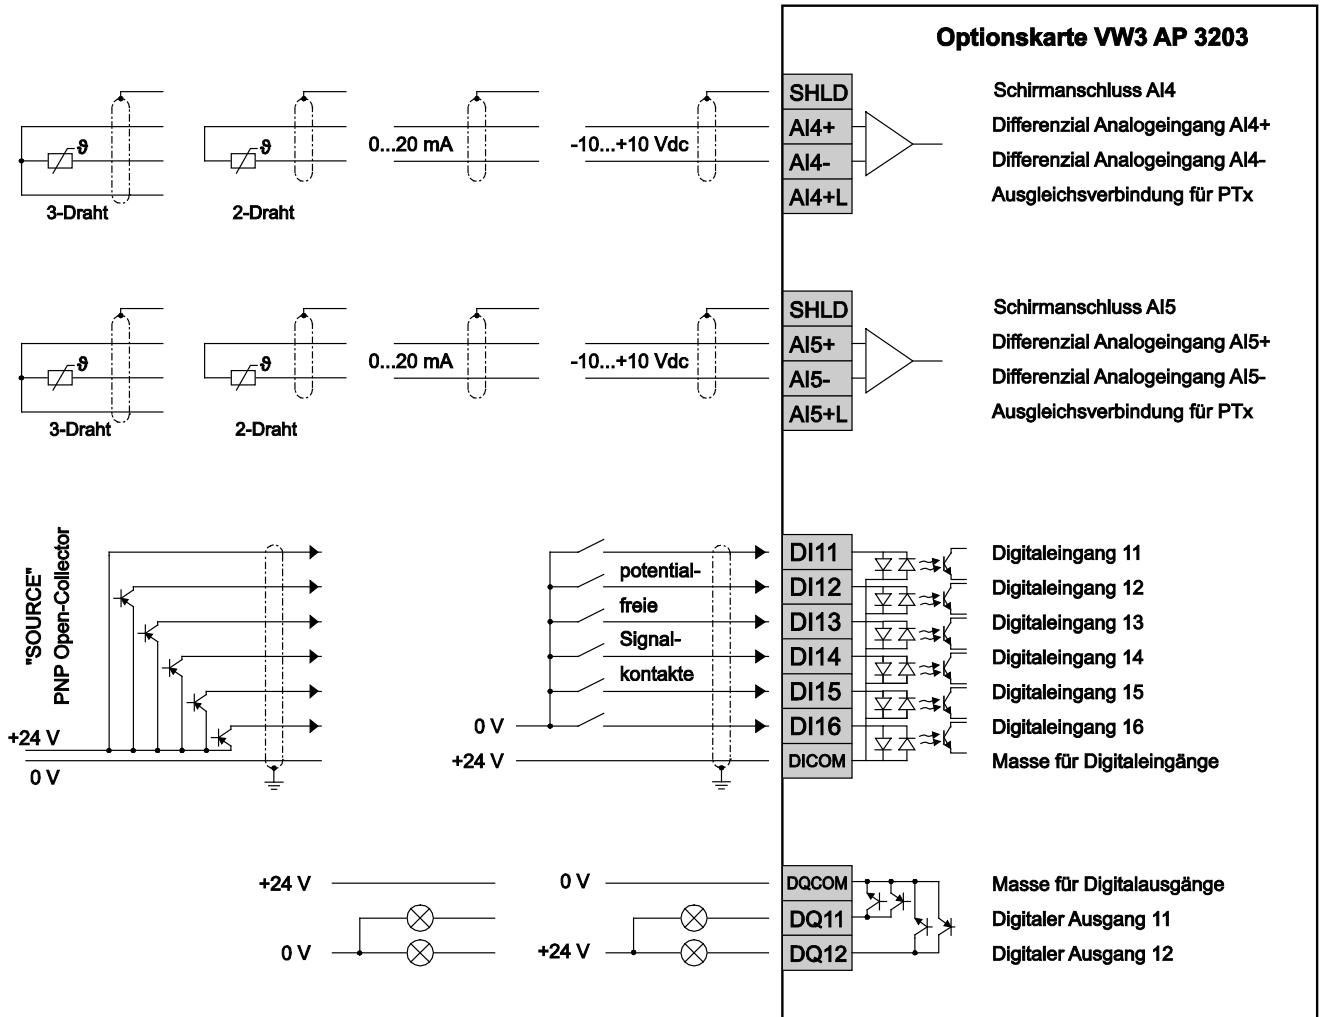 Optionskarte VW3 AP 3203
SHLD
Schirmanschluss AI4
ϑ
ϑ
0...20 mA
-10...+10 Vdc
AI4+
Differenzial Analogeingang AI4+
AI4-
Differenzial Analogeingang AI4-
AI4+L
Ausgleichsverbindung für PTx
3-Draht
2-Draht
SHLD
Schirmanschluss AI5
ϑ
ϑ
0...20 mA
-10...+10 Vdc
AI5+
Differenzial Analogeingang AI5+
AI5-
Differenzial Analogeingang AI5-
AI5+L
Ausgleichsverbindung für PTx
3-Draht
2-Draht
"SOURCE"
PNP Open-Collector
+24 V
0 V
potential-
freie
Signal-
kontakte
0 V
+24 V
DI11
Digitaleingang 11
DI12
Digitaleingang 12
DI13
Digitaleingang 13
DI14
Digitaleingang 14
DI15
Digitaleingang 15
DI16
Digitaleingang 16
DICOM
Masse für Digitaleingänge
+24 V
0 V
DQCOM
Masse für Digitalausgänge
DQ11
Digitaler Ausgang 11
0 V
+24 V
DQ12
Digitaler Ausgang 12